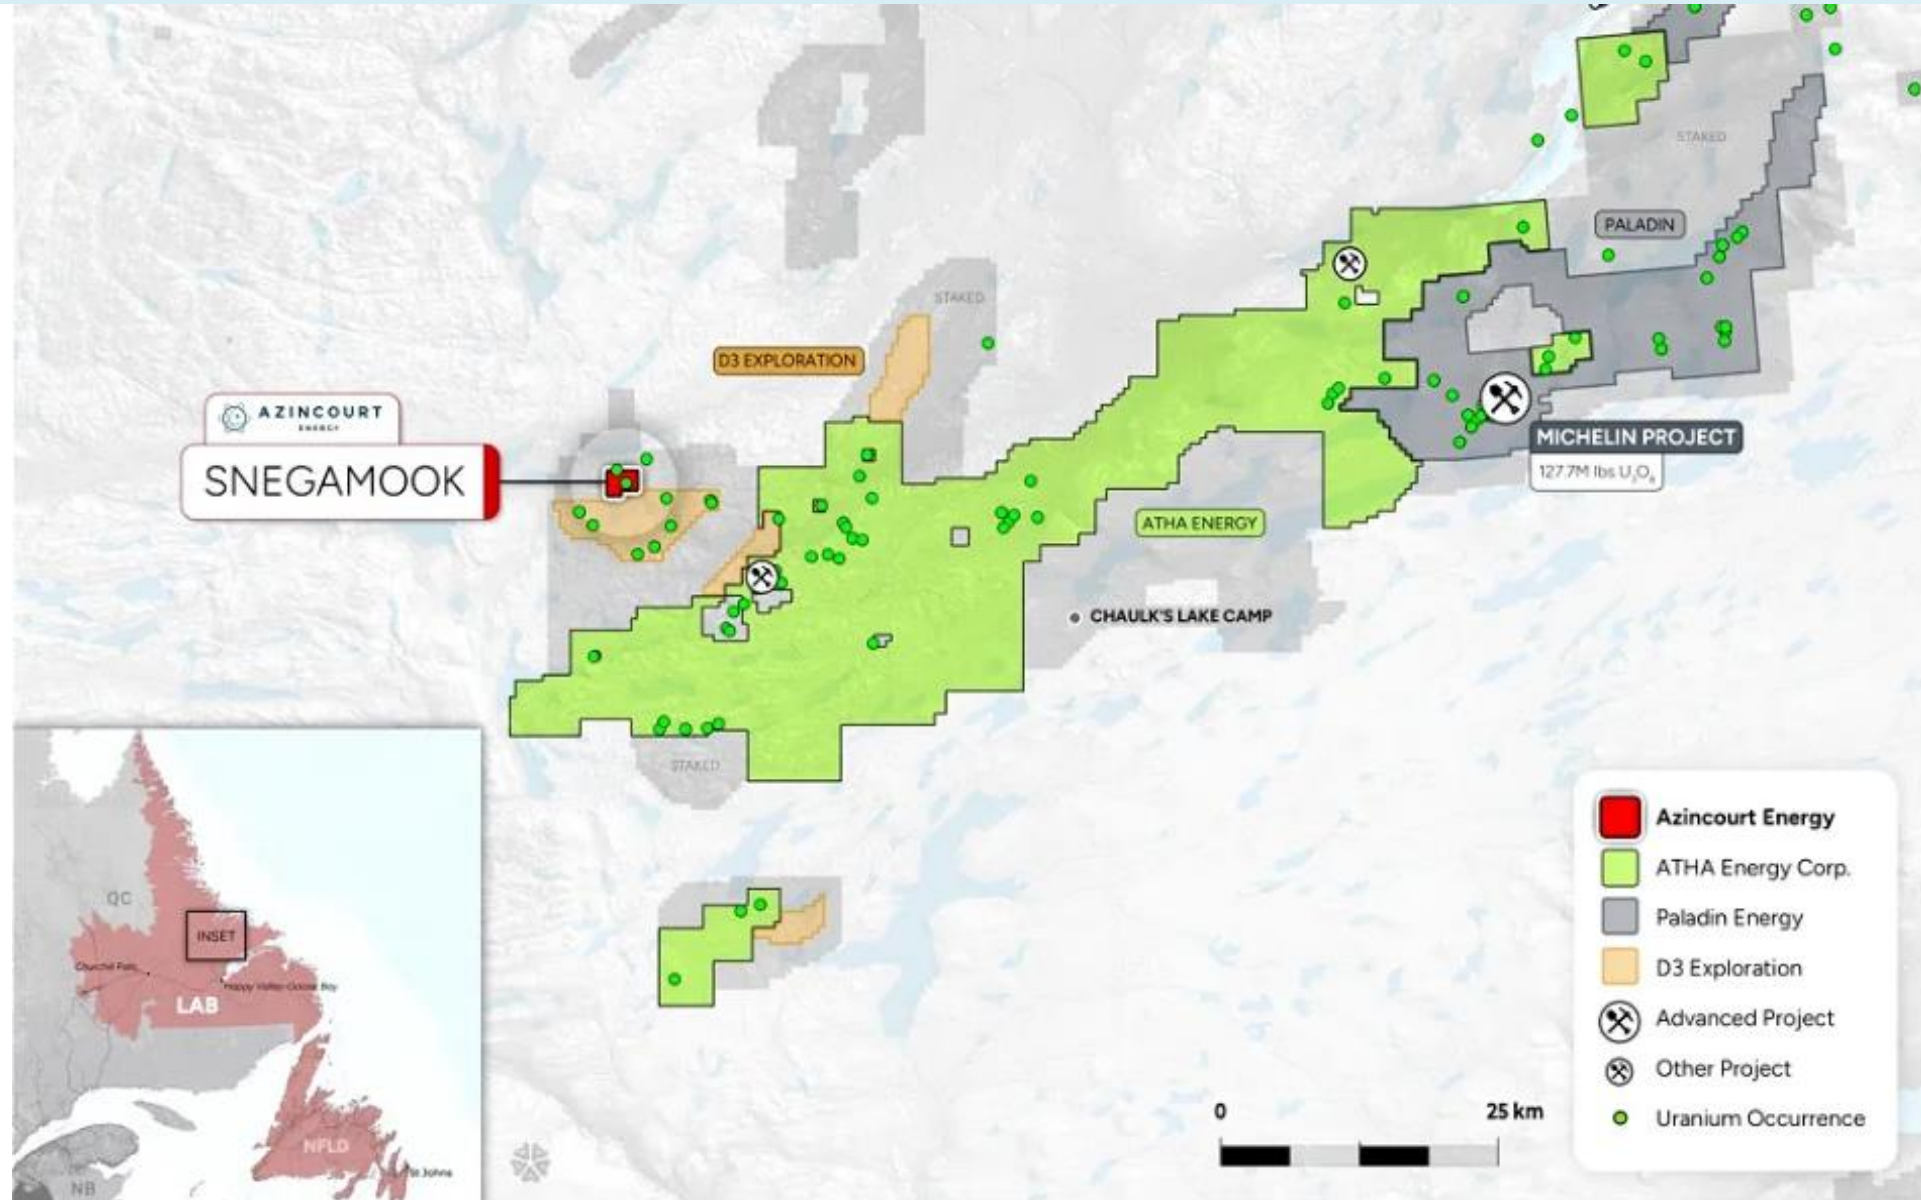 STAKED
PALADIN
STAKED
D3 EXPLORATION
AZINCOURT
ENERGY
SNEGAMOOK
MICHELIN PROJECT
127.7M lbs U₃O₈
ATHA ENERGY
CHAULK'S LAKE CAMP
STAKED
QC
INSET
Churchill Falls
Happy Valley-Goose Bay
LAB
NFLD
St Johns
NB
0 25 km
Azincourt Energy
ATHA Energy Corp.
Paladin Energy
D3 Exploration
Advanced Project
Other Project
Uranium Occurrence